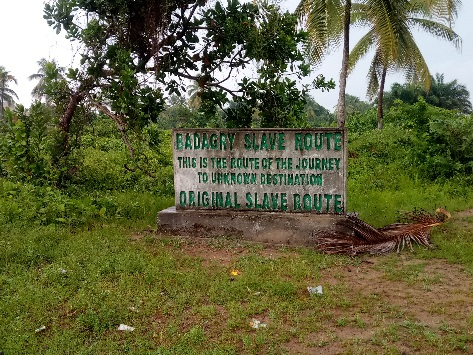 BADAGRY SLAVE ROUTE
THIS IS THE ROUTE OF THE JOURNEY
TO UNKNOWN DESTINATION
ORIGINAL SLAVE ROUTE